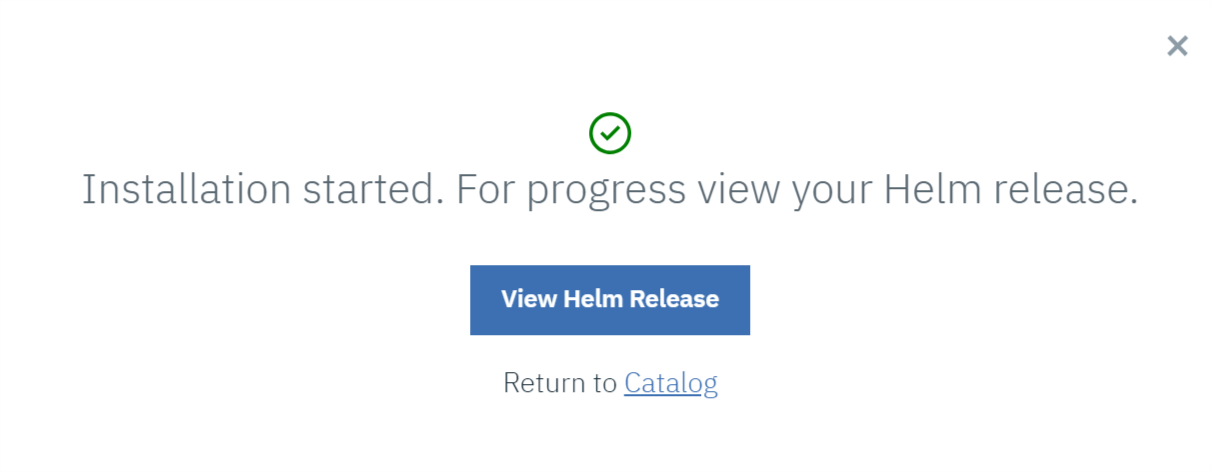 Installation started. For progress view your Helm release.
View Helm Release
Return to Catalog